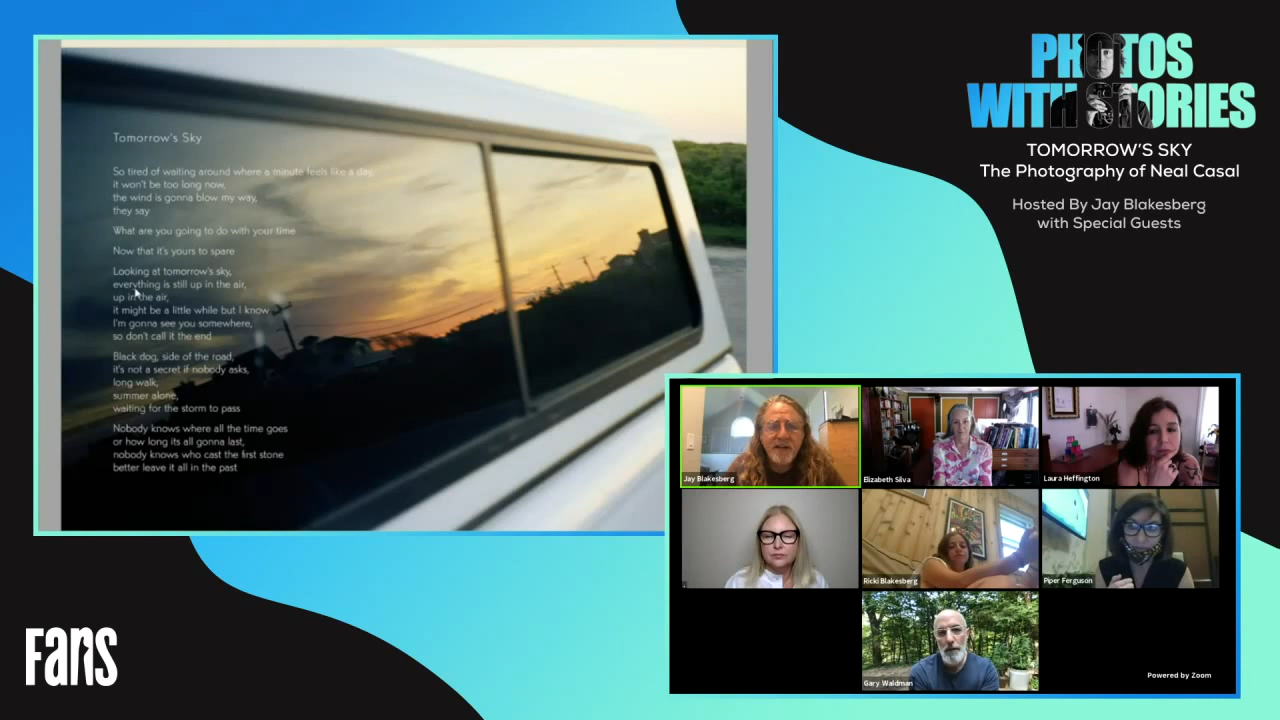 Tomorrow's Sky
So tired of waiting around where a minute feels like a day,
it won't be too long now,
the wind is gonna blow my way,
they say
What are you going to do with your time
Now that it's yours to spare
Looking at tomorrow's sky,
everything is still up in the air,
up in the air,
it might be a little while but I know
I'm gonna see you somewhere,
so don't call it the end
Black dog, side of the road,
it's not a secret if nobody asks,
long walk,
summer alone,
waiting for the storm to pass
Nobody knows where all the time goes
or how long its all gonna last,
nobody knows who cast the first stone
better leave it all in the past
PHOTOS
WITH STORIES
TOMORROW'S SKY
The Photography of Neal Casal
Hosted By Jay Blakesberg
with Special Guests
Jay Blakesberg
Elizabeth Silva
Laura Heffington
Ricki Blakesberg
Piper Ferguson
Gary Waldman
Powered by Zoom
Fans